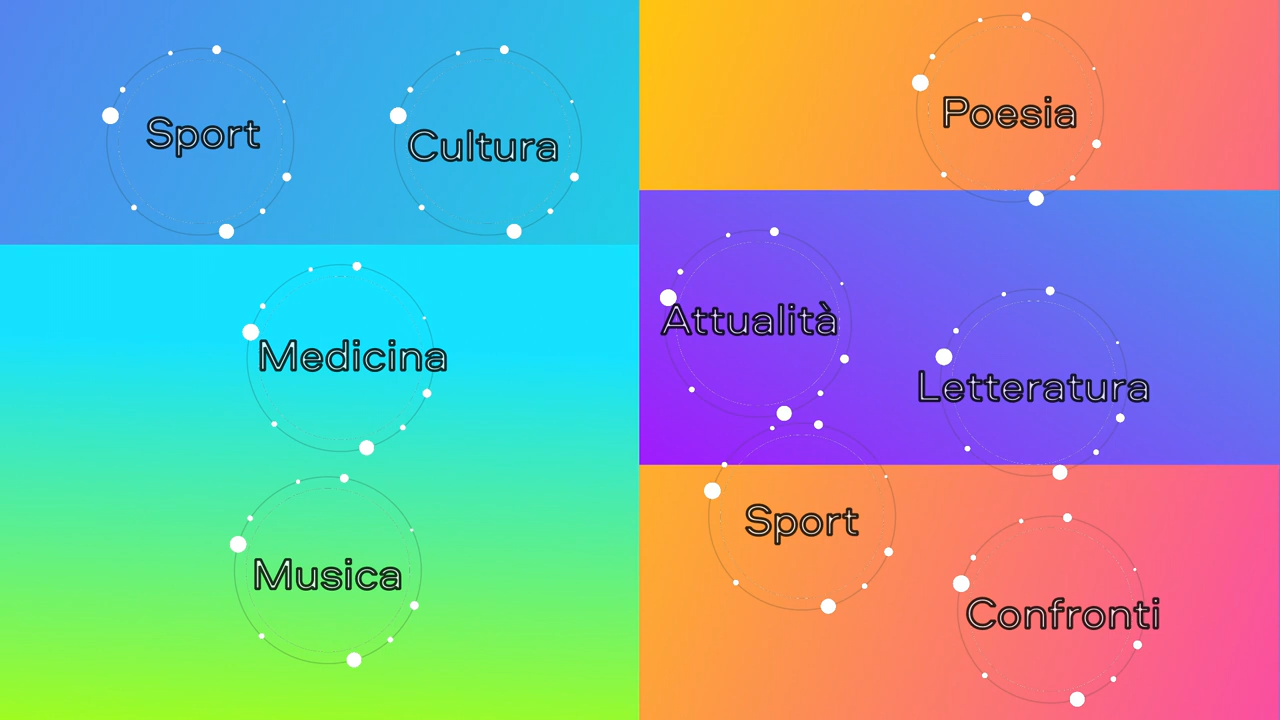 Sport
Cultura
Medicina
Musica
Poesia
Attualità
Letteratura
Sport
Confronti